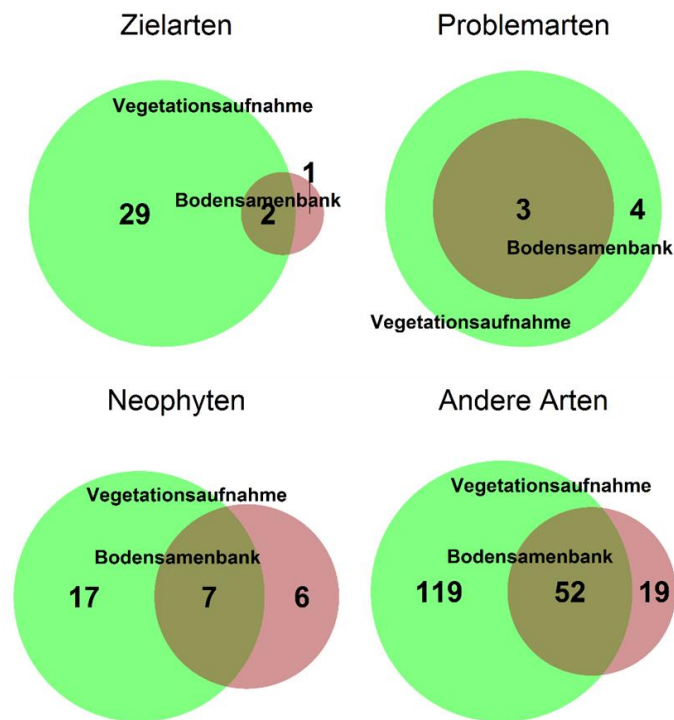 Zielarten
Problemarten
Vegetationsaufnahme
1
Bodensamenbank
29
2
3
4
Bodensamenbank
Vegetationsaufnahme
Neophyten
Andere Arten
Vegetationsaufnahme
Bodensamenbank
17
7
6
Vegetationsaufnahme
Bodensamenbank
119
52
19